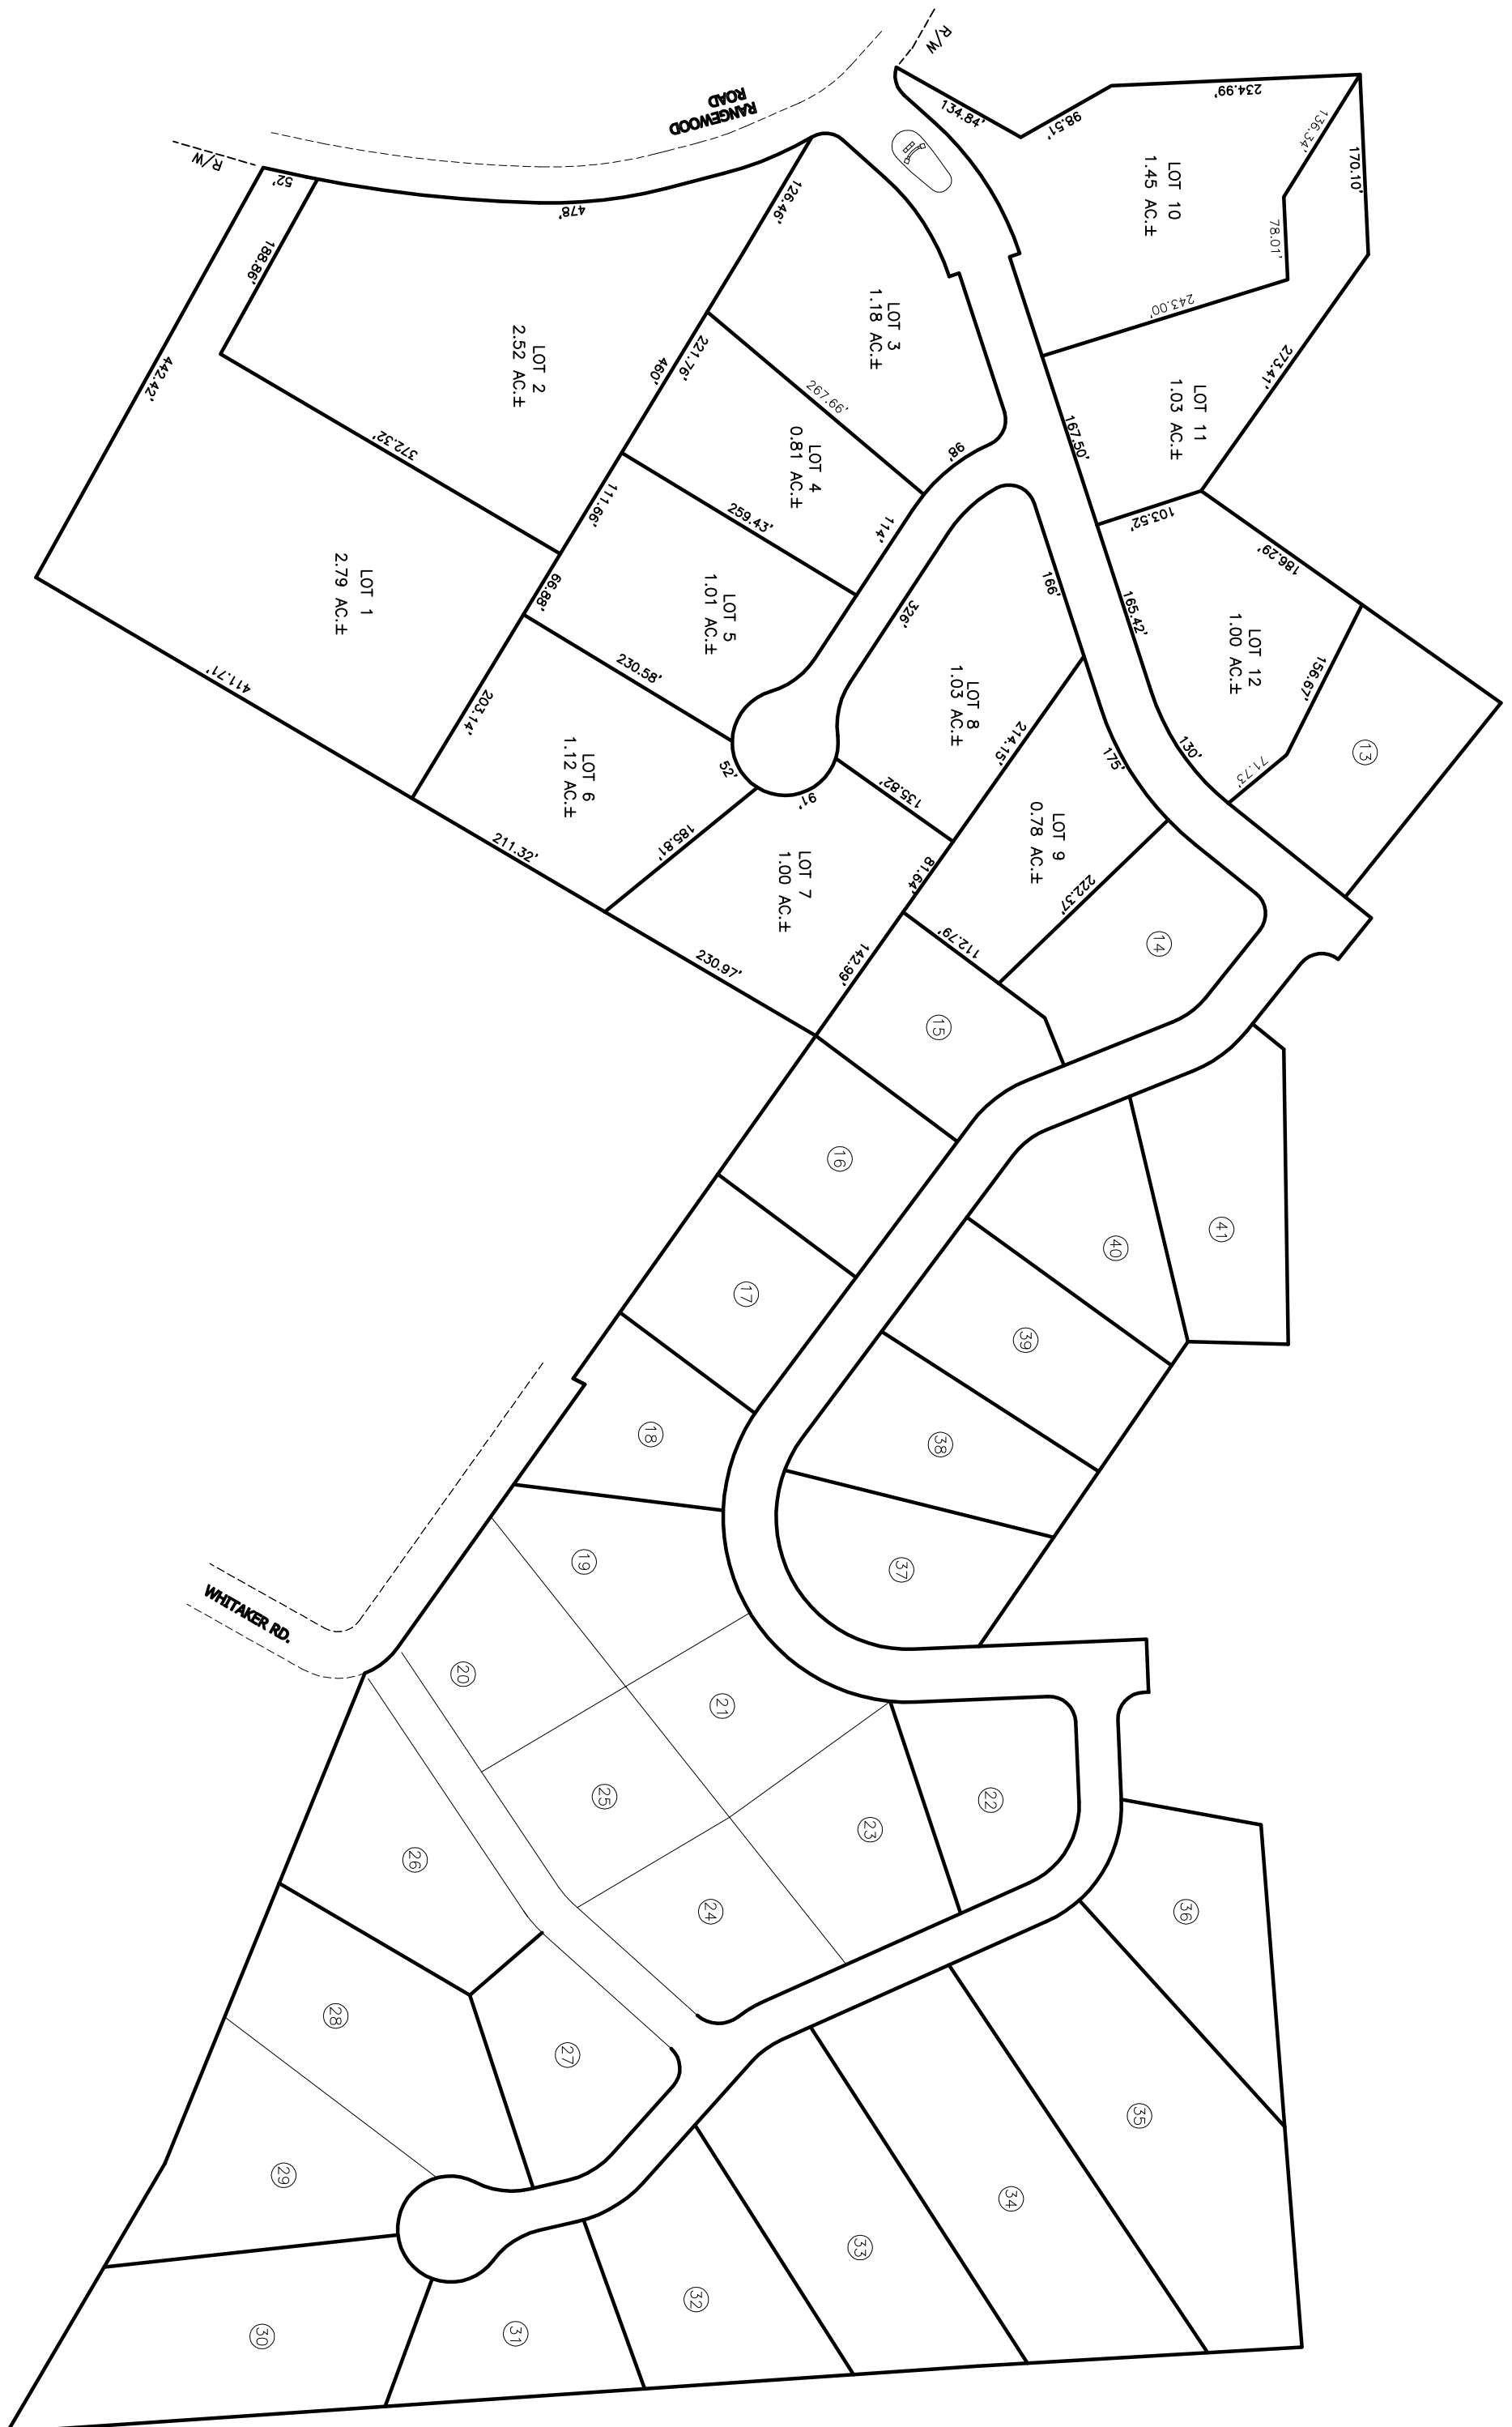 R/W
RANGEWOOD
ROAD
R/W
134.84'
98.51'
234.99'
136.34'
170.10'
78.01'
243.00'
273.41'
LOT 10
1.45 AC.±
LOT 11
1.03 AC.±
167.50'
103.52'
186.29'
LOT 12
1.00 AC.±
165.42'
156.67'
71.73'
130'
13
52'
478'
126.46'
188.86'
442.42'
LOT 2
2.52 AC.±
372.32'
460'
221.76'
LOT 3
1.18 AC.±
267.66'
98'
LOT 4
0.81 AC.±
114'
259.43'
111.66'
LOT 5
1.01 AC.±
66.88'
230.58'
LOT 1
2.79 AC.±
411.71'
203.14'
LOT 6
1.12 AC.±
52'
185.81'
211.32'
91'
LOT 7
1.00 AC.±
230.97'
142.99'
326'
166'
LOT 8
1.03 AC.±
214.15'
135.82'
81.64'
175'
LOT 9
0.78 AC.±
222.37'
112.79'
14
15
16
17
18
41
40
39
38
37
19
20
21
22
23
24
25
WHITAKER RD.
26
27
28
29
30
31
32
33
34
35
36